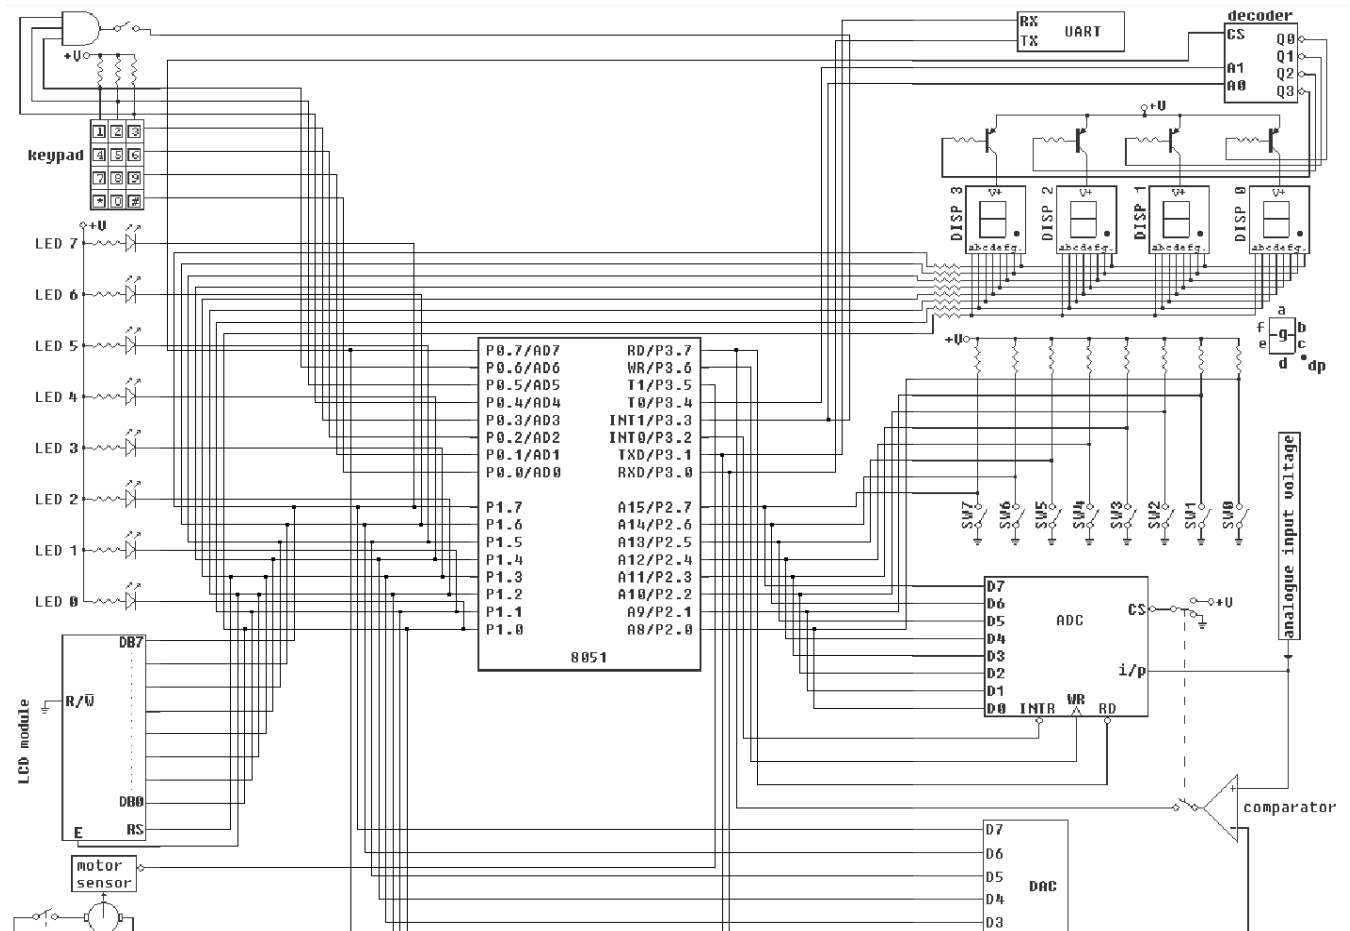 decoder
RX
TX
UART
CS
A1
A0
Q0
Q1
Q2
Q3
+V
+V
1 2 3
4 5 6
7 8 9
* 0 #
keypad
+V
LED 7
LED 6
LED 5
LED 4
LED 3
LED 2
LED 1
LED 0
DISP 3
V+
abcdefg.
DISP 2
V+
abcdefg.
DISP 1
V+
abcdefg.
DISP 0
V+
abcdefg.
a
f
b
g
e
c
d
dp
+V
P0.7/AD7
P0.6/AD6
P0.5/AD5
P0.4/AD4
P0.3/AD3
P0.2/AD2
P0.1/AD1
P0.0/AD0
P1.7
P1.6
P1.5
P1.4
P1.3
P1.2
P1.1
P1.0
RD/P3.7
WR/P3.6
T1/P3.5
T0/P3.4
INT1/P3.3
INT0/P3.2
TXD/P3.1
RXD/P3.0
A15/P2.7
A14/P2.6
A13/P2.5
A12/P2.4
A11/P2.3
A10/P2.2
A9/P2.1
A8/P2.0
8051
SW7
SW6
SW5
SW4
SW3
SW2
SW1
SW0
analogue input voltage
D7
D6
D5
D4
D3
D2
D1
D0
ADC
CS
+V
i/p
INTR
WR
RD
LCD module
DB7
R/W̅
DB0
RS
E
+
-
comparator
motor
sensor
D7
D6
D5
D4
D3
DAC